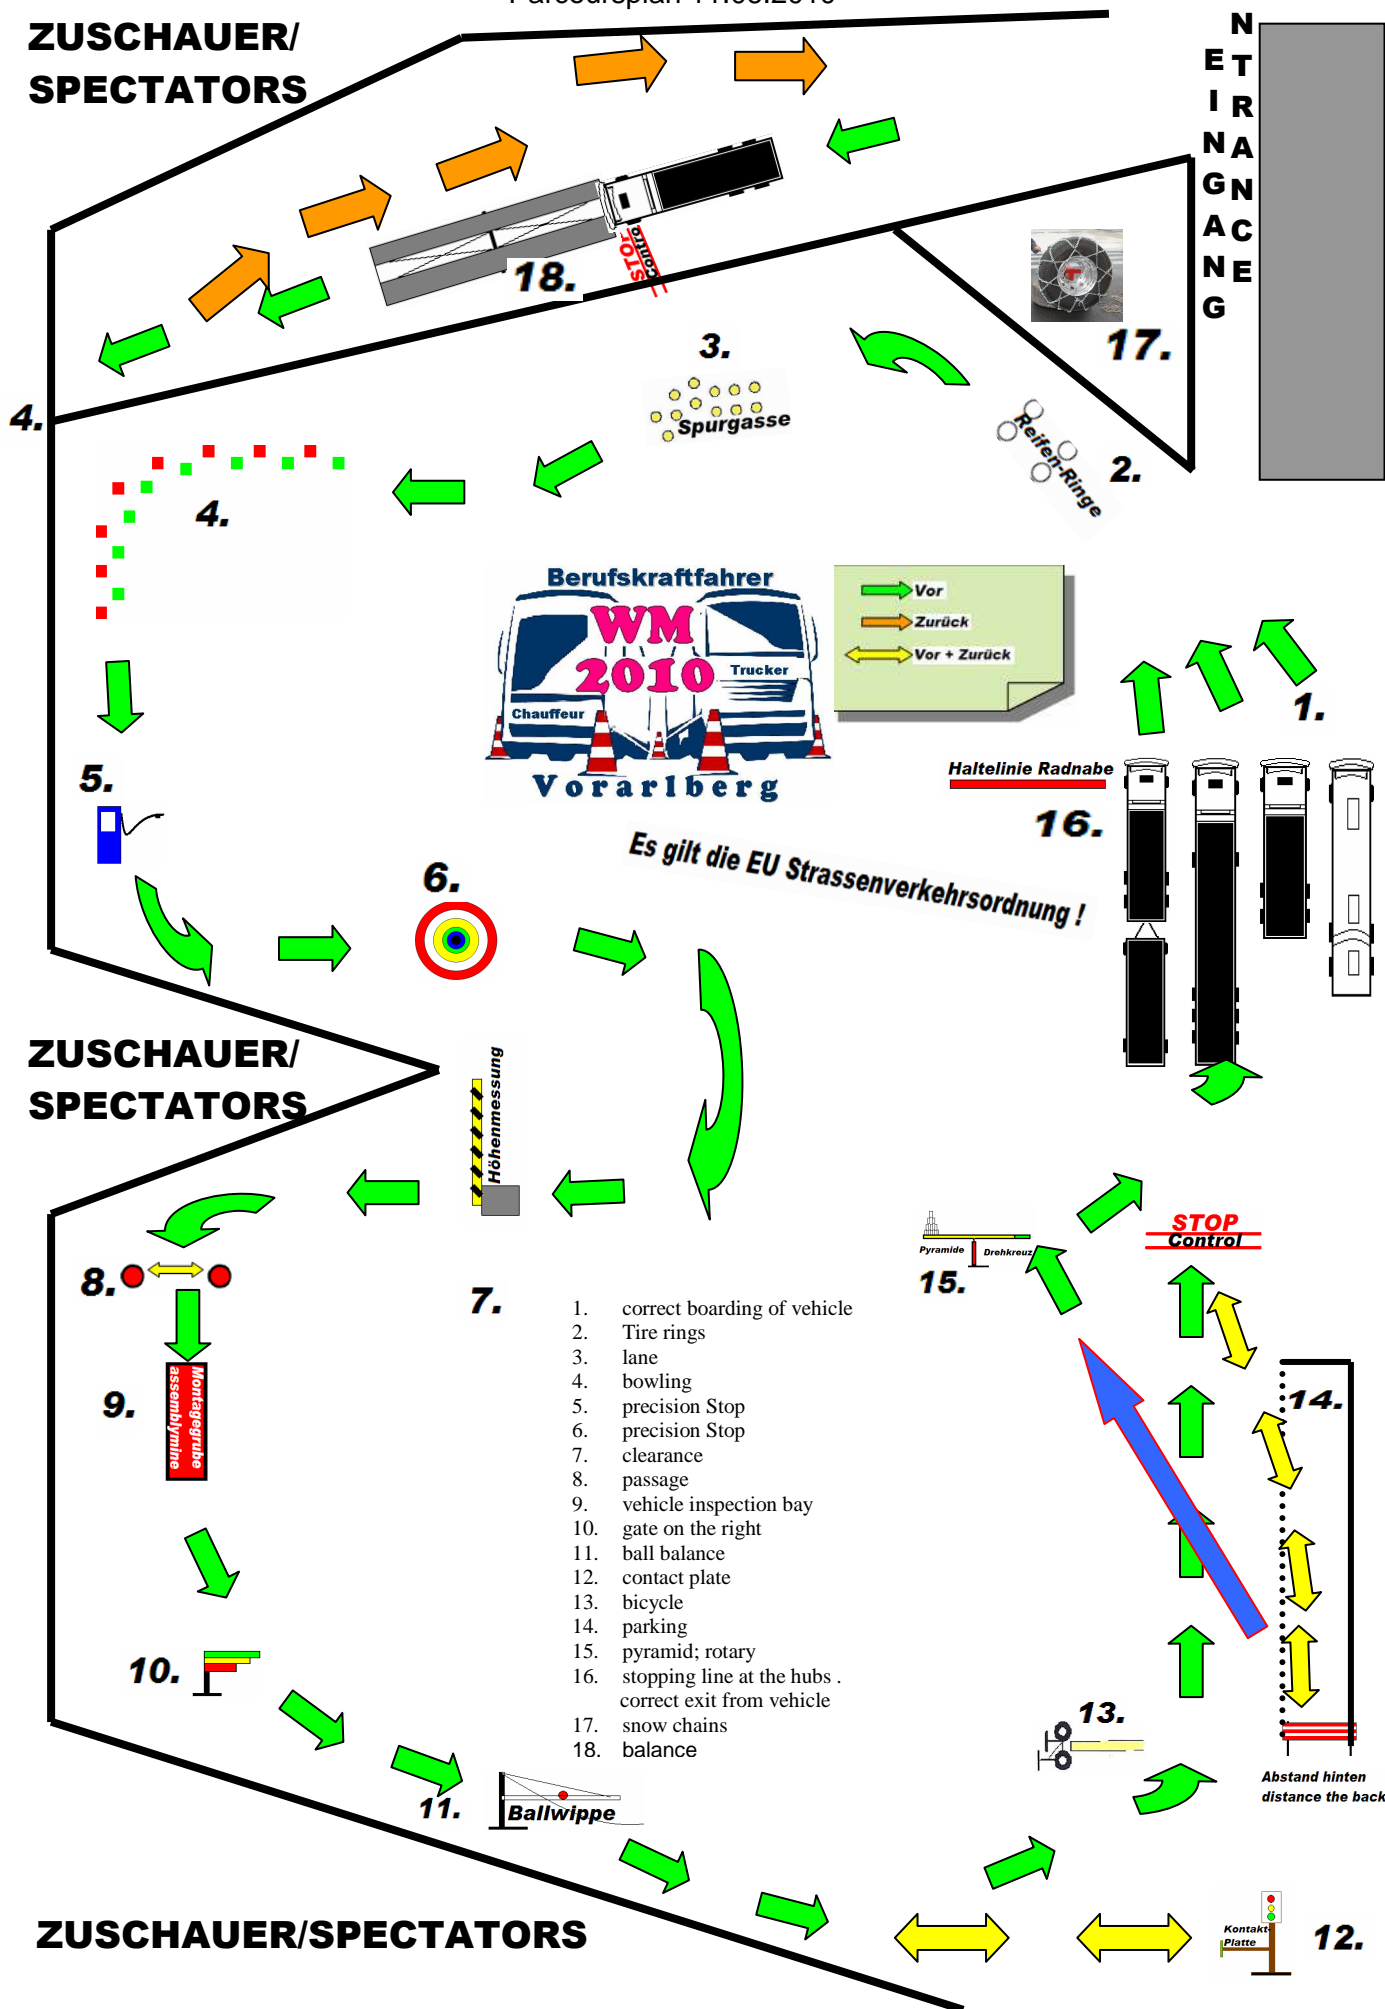 ZUSCHAUER/
SPECTATORS
EINGANG
ENTRANCE
18.
STOP
Contro
17.
3.
Spurgasse
Reifen-Ringe
2.
4.
4.
Berufskraftfahrer
WM
2010
Trucker
Chauffeur
Vorarlberg
Vor
Zurück
Vor + Zurück
1.
5.
Haltelinie Radnabe
16.
Es gilt die EU Strassenverkehrsordnung !
6.
ZUSCHAUER/
SPECTATORS
Höhenmessung
STOP
Control
Pyramide Drehkreuz
15.
8.
7.
9.
Montagegrube
assemblymine
14.
1. correct boarding of vehicle
2. Tire rings
3. lane
4. bowling
5. precision Stop
6. precision Stop
7. clearance
8. passage
9. vehicle inspection bay
10. gate on the right
11. ball balance
12. contact plate
13. bicycle
14. parking
15. pyramid; rotary
16. stopping line at the hubs .
correct exit from vehicle
17. snow chains
18. balance
10.
13.
Abstand hinten
distance the back
11.
Ballwippe
ZUSCHAUER/SPECTATORS
Kontakt-
Platte
12.